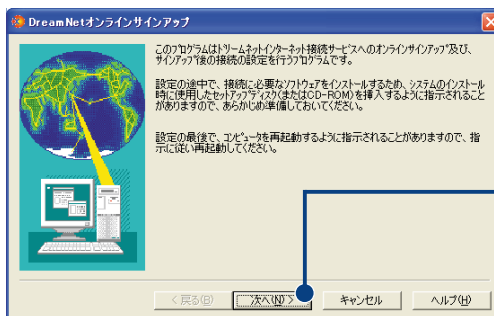 DreamNetオンラインサインアップ
このプログラムはドリームネットインターネット接続サービスへのオンラインサインアップ及び、
サインアップ後の接続の設定を行うプログラムです。
設定の途中で、接続に必要なソフトウェアをインストールするため、システムのインストール
時に使用したセットアップディスク(またはCD-ROM)を挿入するように指示されること
がありますので、あらかじめ準備しておいてください。
設定の最後で、コンピュータを再起動するように指示されることがありますので、指
示に従い再起動してください。
< 戻る(B)
次へ(N) >
キャンセル
ヘルプ(H)